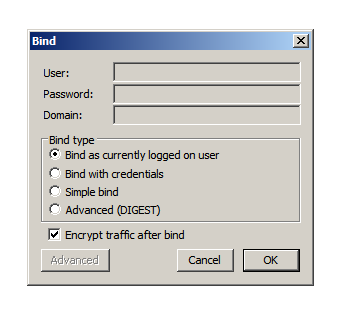 Bind
User:
Password:
Domain:
Bind type
Bind as currently logged on user
Bind with credentials
Simple bind
Advanced (DIGEST)
Encrypt traffic after bind
Advanced Cancel OK